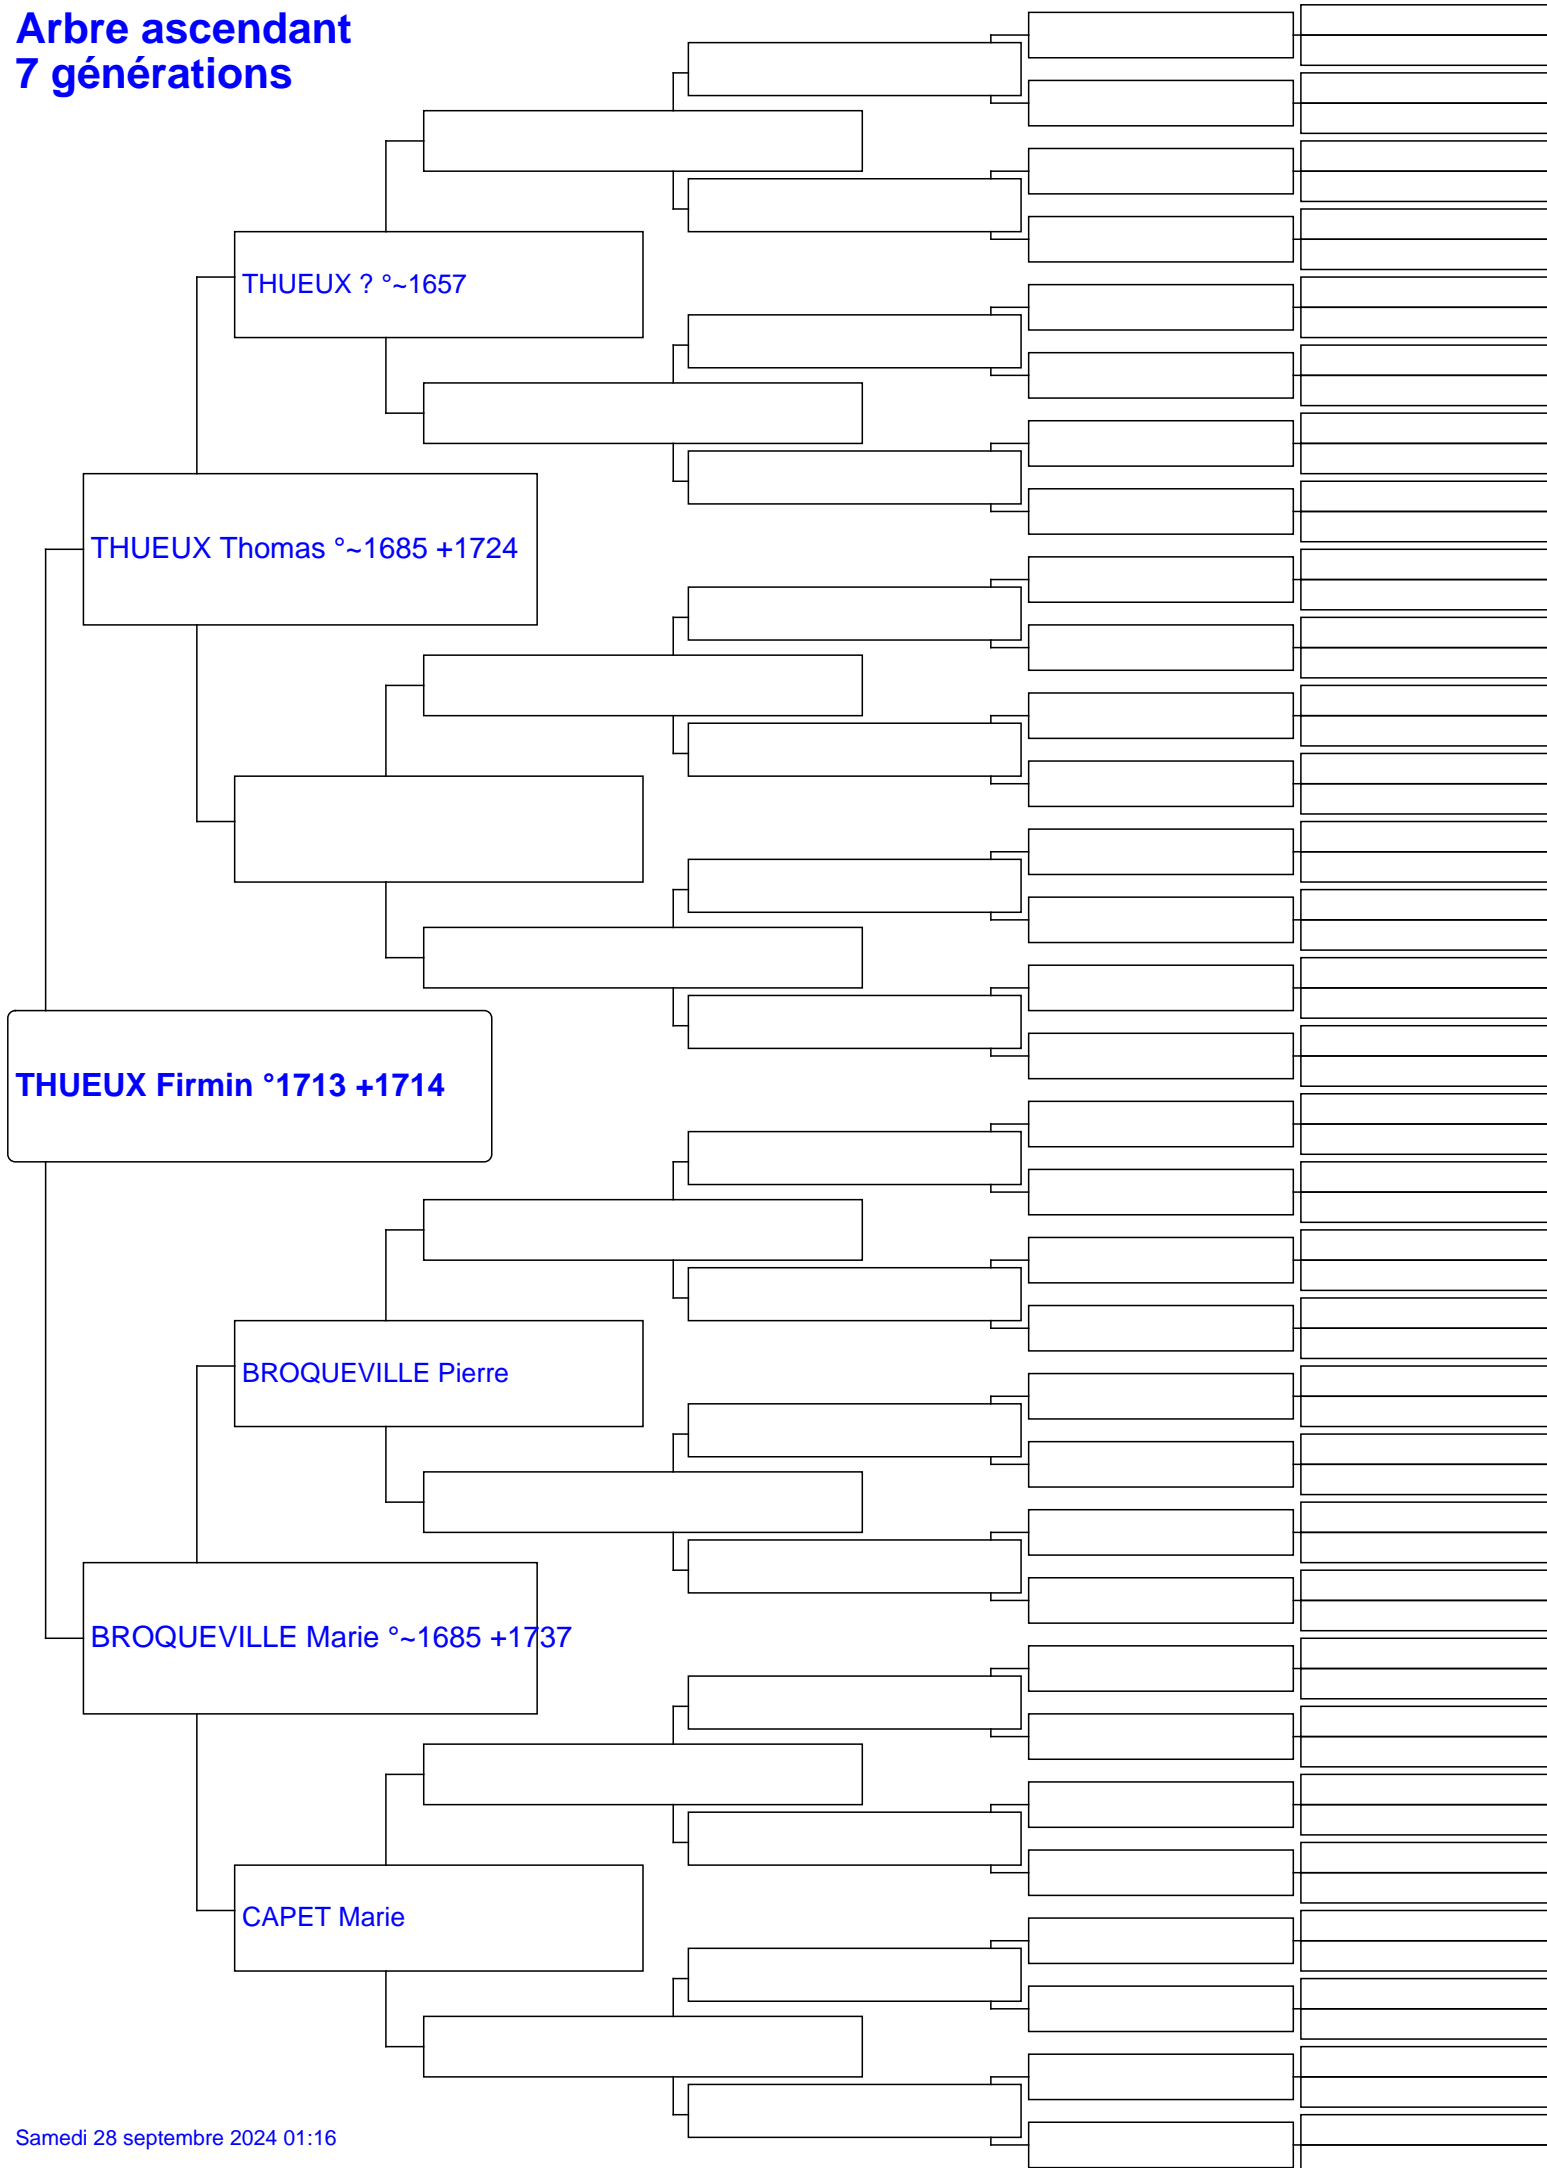 Arbre ascendant
7 générations
THUEUX ? °~1657
THUEUX Thomas °~1685 +1724
THUEUX Firmin °1713 +1714
BROQUEVILLE Pierre
BROQUEVILLE Marie °~1685 +1737
CAPET Marie
Samedi 28 septembre 2024 01:16